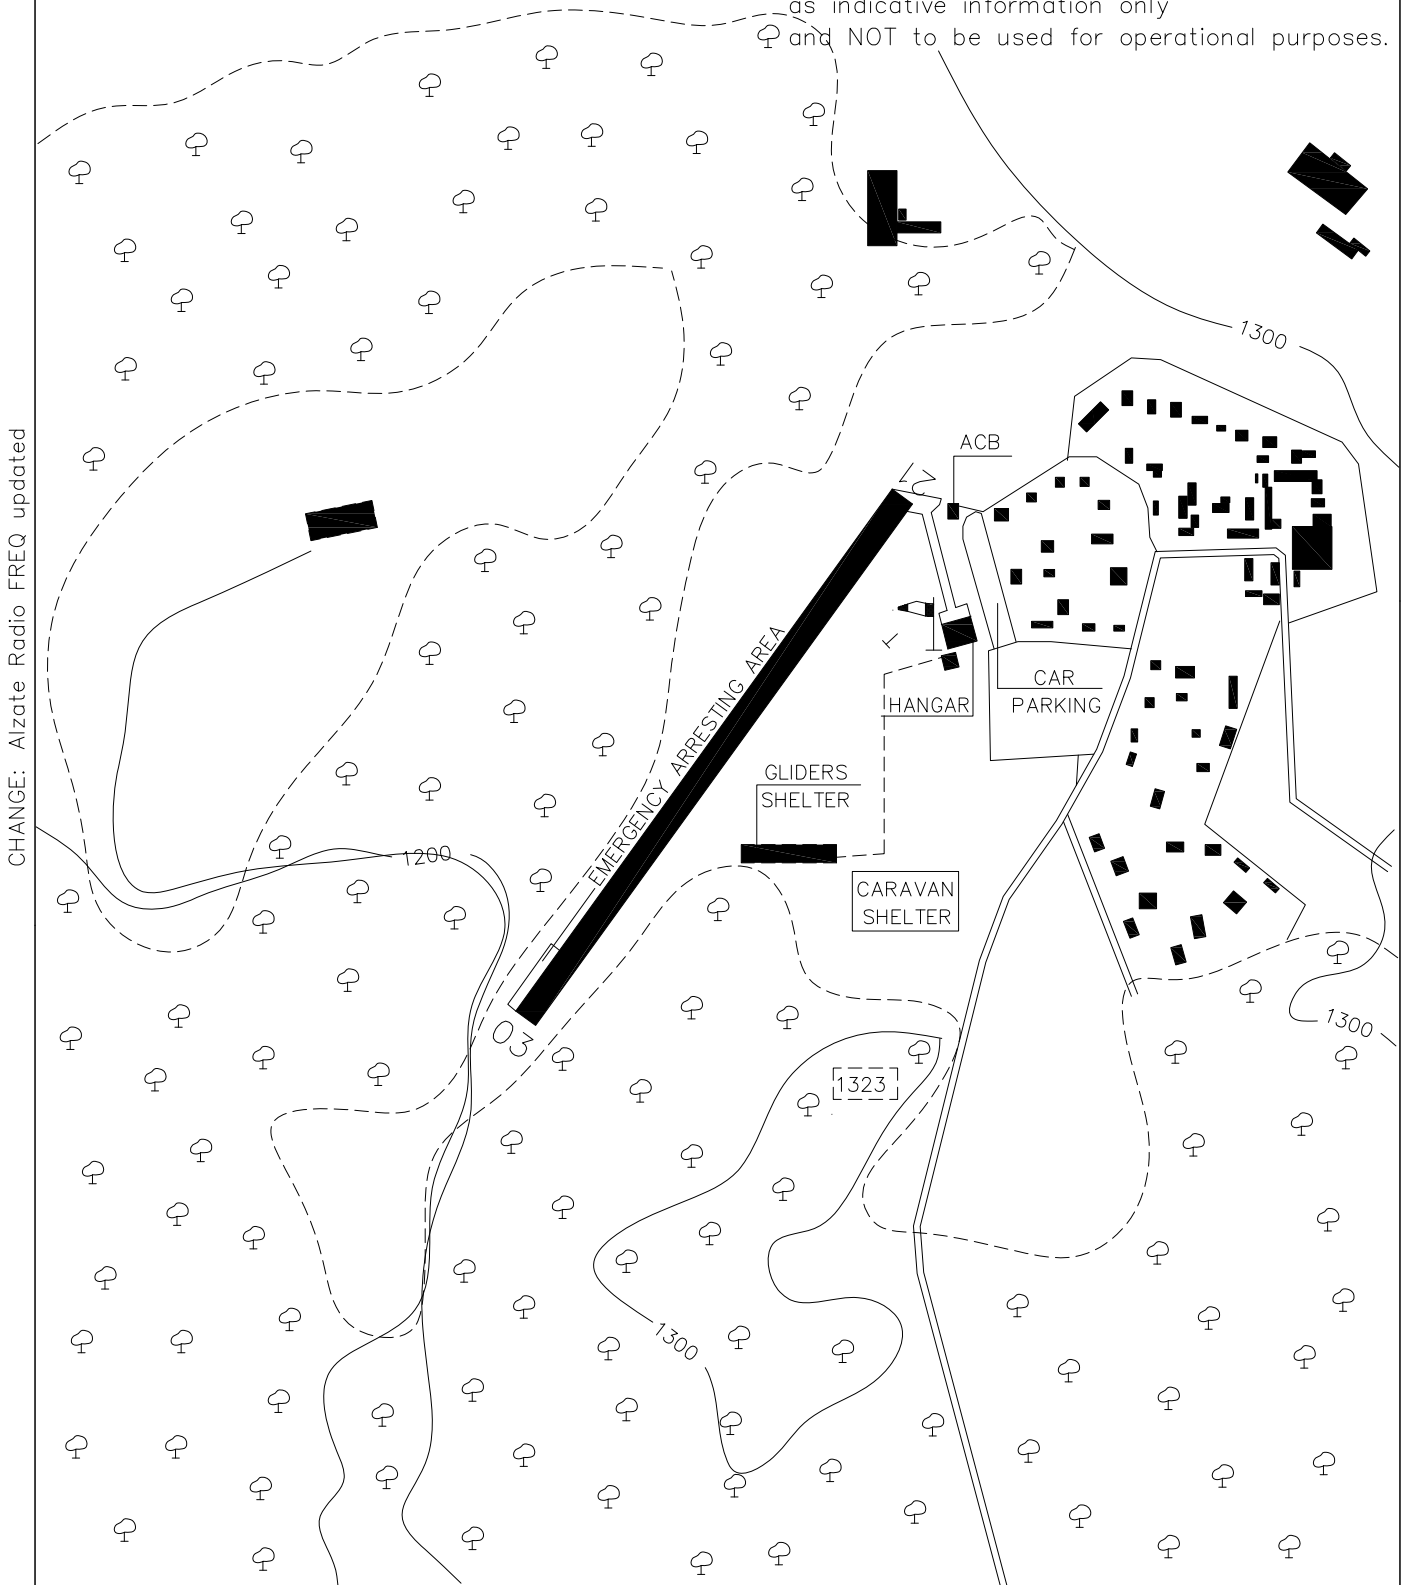 as indicative information only
and NOT to be used for operational purposes.
1300
ACB
21
CAR
PARKING
HANGAR
EMERGENCY ARRESTING AREA
GLIDERS
SHELTER
1200
CARAVAN
SHELTER
03
1300
1323
1300
CHANGE: Alzate Radio FREQ updated